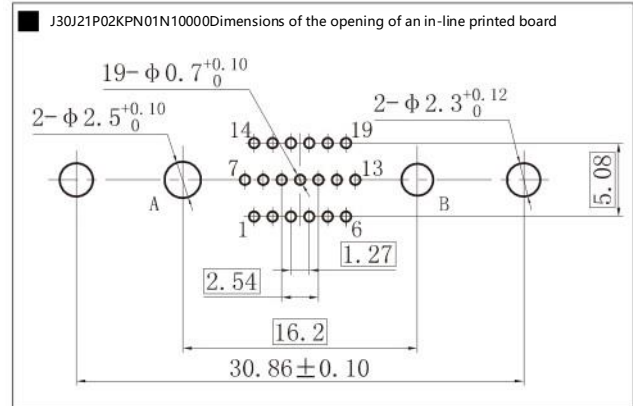 J30J21P02KPN01N10000Dimensions of the opening of an in-line printed board
19-φ0.7+0.10 0
2-φ2.5+0.10 0
2-φ2.3+0.12 0
14
19
7
13
A
B
1
6
5.08
1.27
2.54
16.2
30.86±0.10